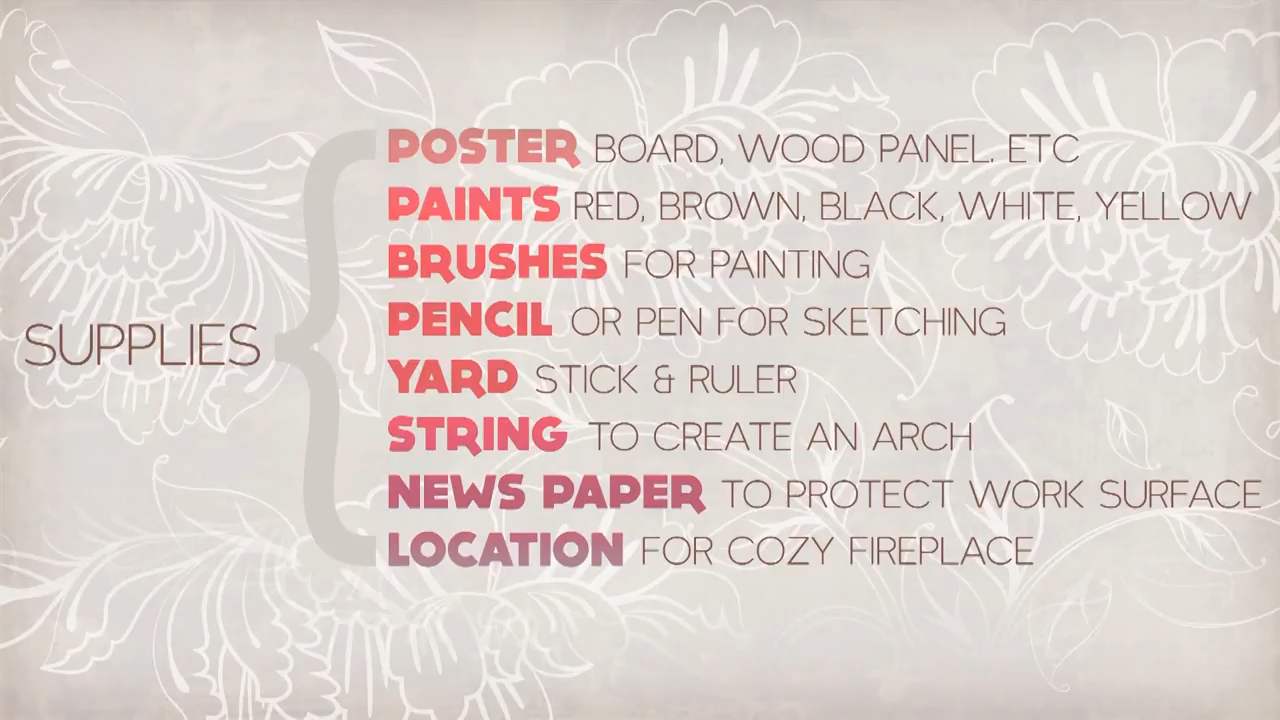 SUPPLIES
POSTER BOARD, WOOD PANEL. ETC
PAINTS RED, BROWN, BLACK, WHITE, YELLOW
BRUSHES FOR PAINTING
PENCIL OR PEN FOR SKETCHING
YARD STICK & RULER
STRING TO CREATE AN ARCH
NEWS PAPER TO PROTECT WORK SURFACE
LOCATION FOR COZY FIREPLACE